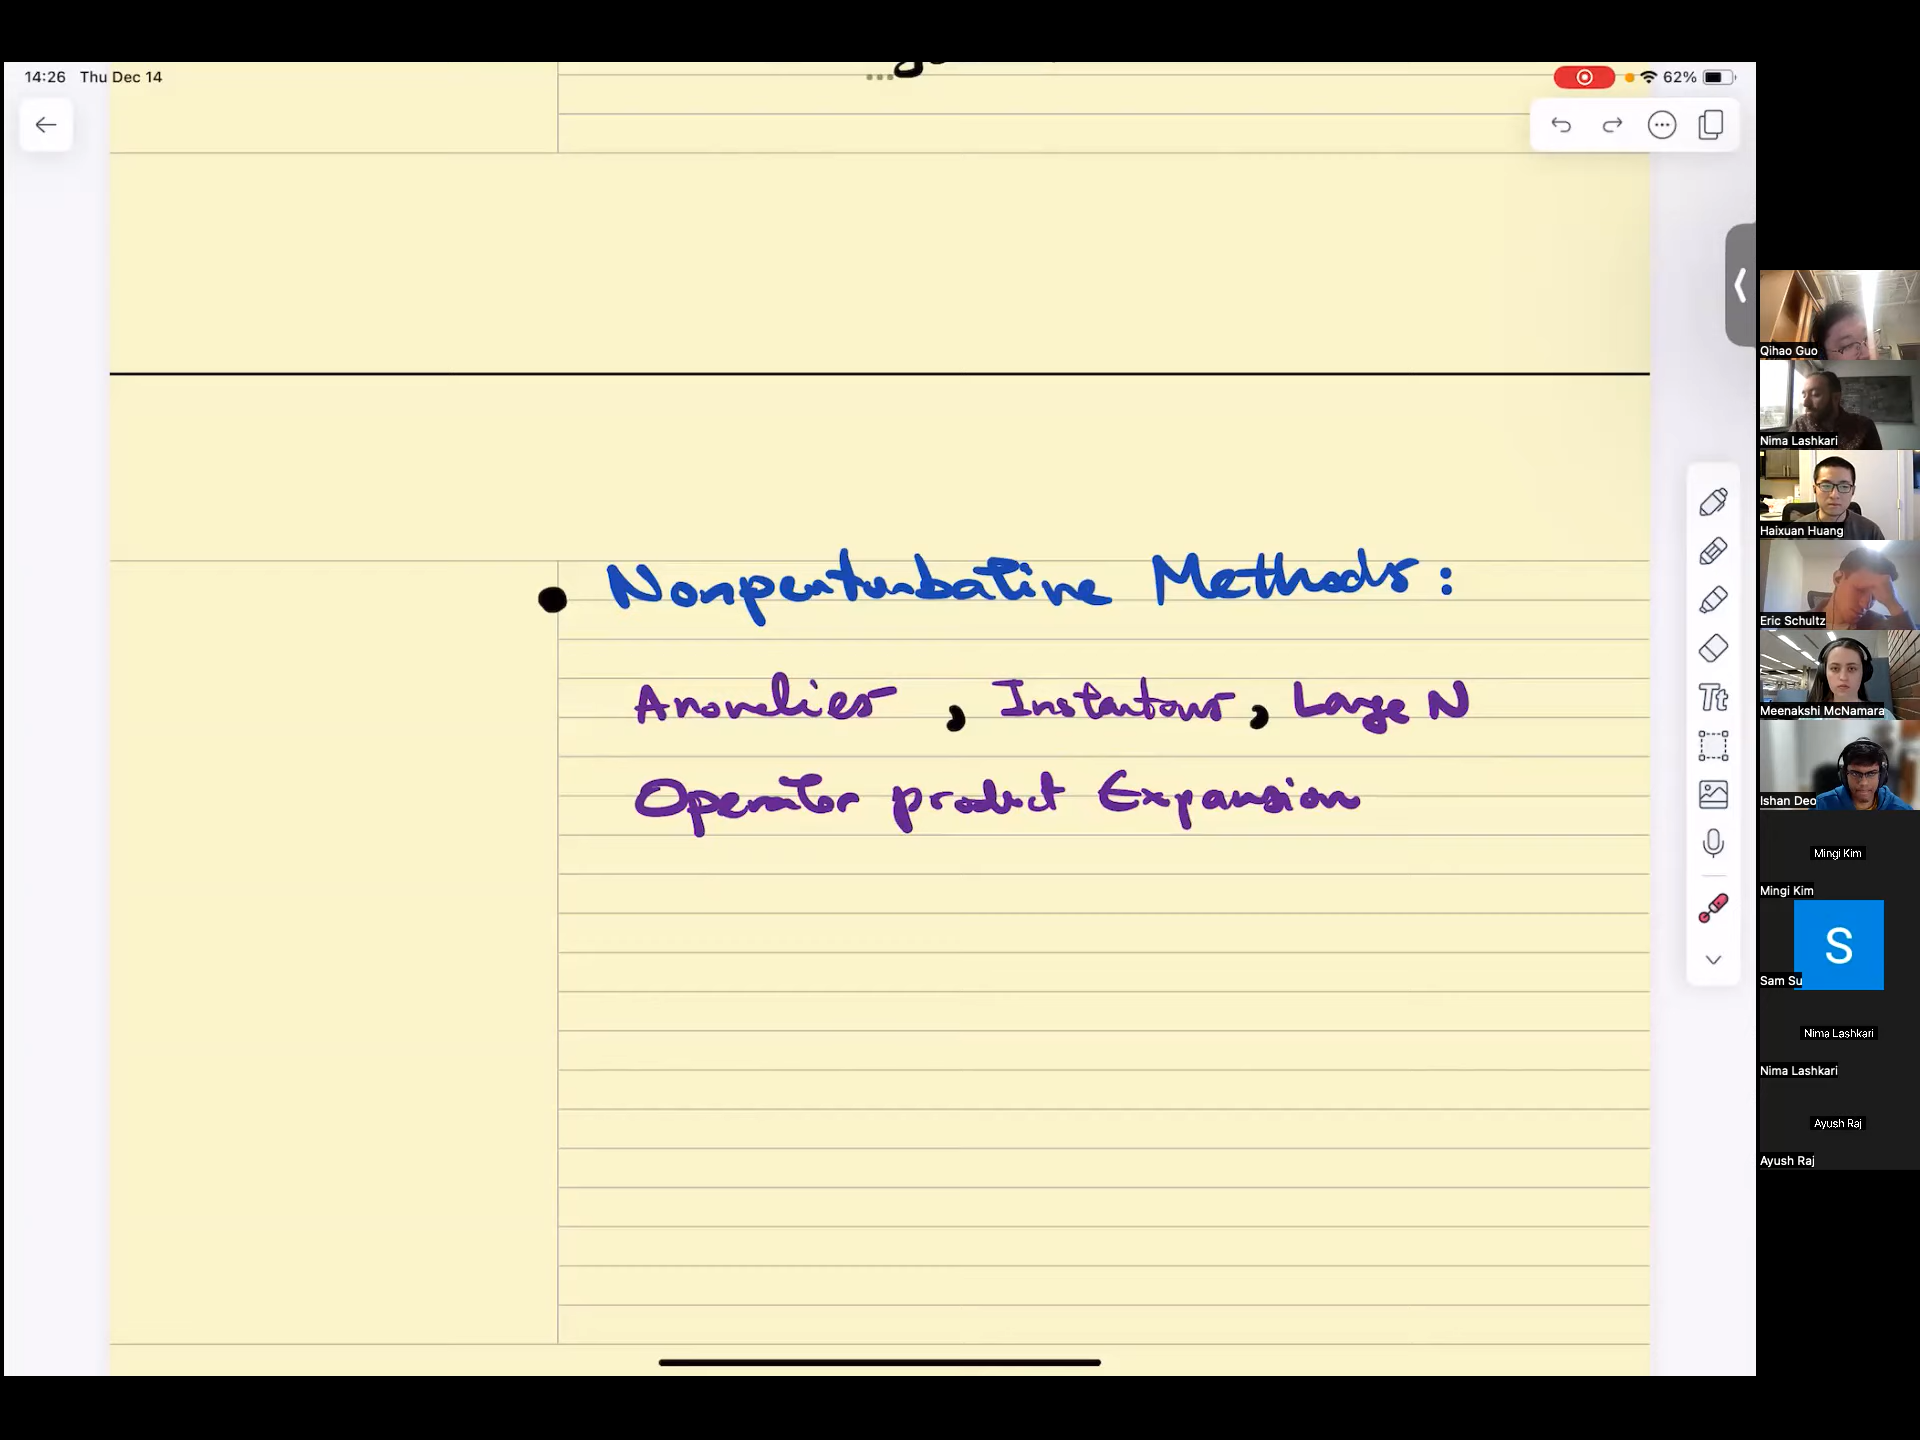 14:26 Thu Dec 14
62%
Nonperturbative Methods :
Anomalies , Instantons , Large N
Operator product Expansion
Tt
Qihao Guo
Nima Lashkari
Haixuan Huang
Eric Schultz
Meenakshi McNamara
Ishan Deo
Mingi Kim
Mingi Kim
S
Sam Su
Nima Lashkari
Nima Lashkari
Ayush Raj
Ayush Raj